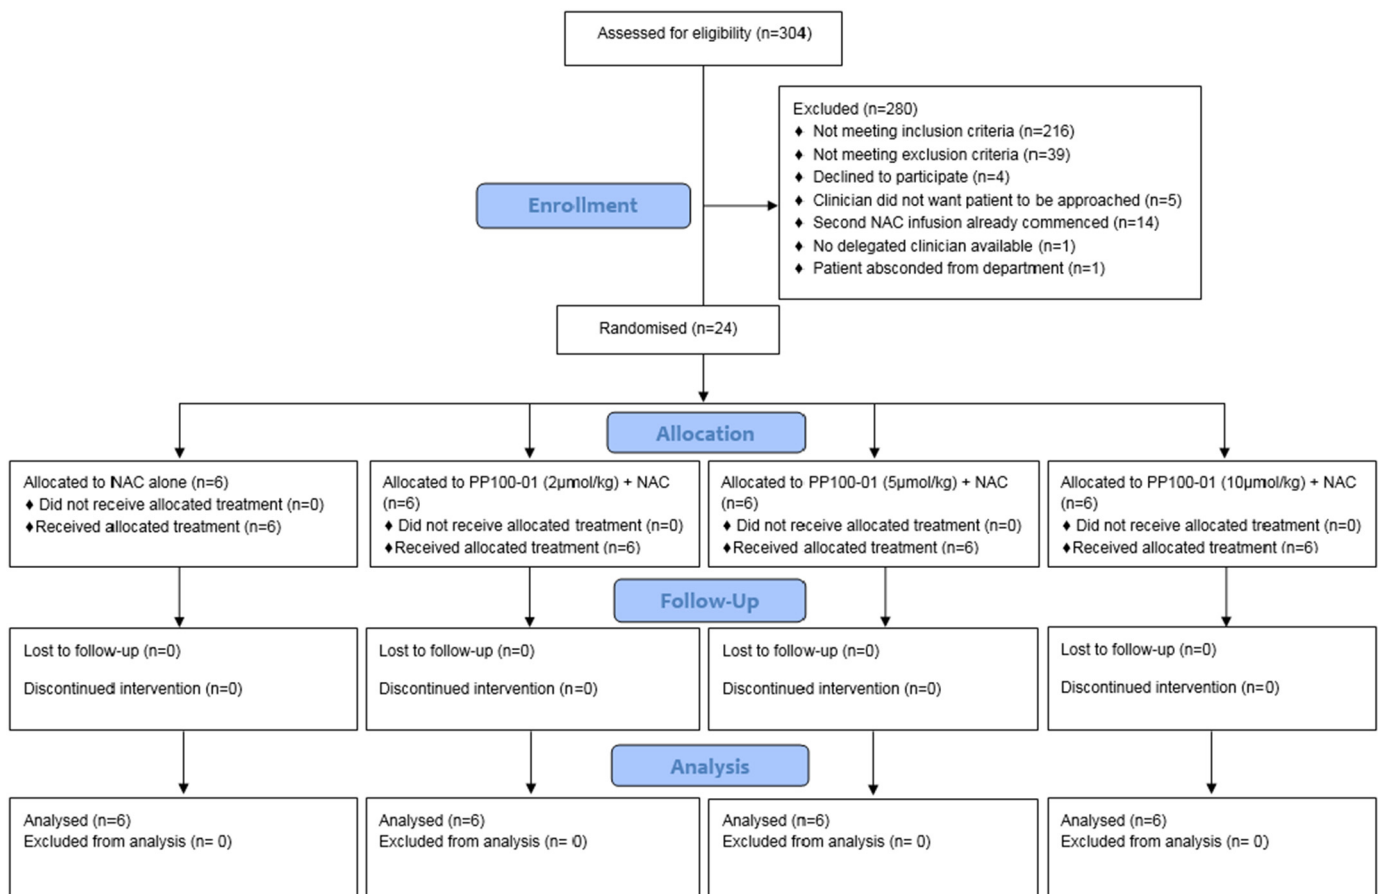 Assessed for eligibility (n=304)
Excluded (n=280)
♦ Not meeting inclusion criteria (n=216)
♦ Not meeting exclusion criteria (n=39)
♦ Declined to participate (n=4)
♦ Clinician did not want patient to be approached (n=5)
♦ Second NAC infusion already commenced (n=14)
♦ No delegated clinician available (n=1)
♦ Patient absconded from department (n=1)
Enrollment
Randomised (n=24)
Allocation
Allocated to NAC alone (n=6)
♦ Did not receive allocated treatment (n=0)
♦Received allocated treatment (n=6)
Allocated to PP100-01 (2µmol/kg) + NAC
(n=6)
♦ Did not receive allocated treatment (n=0)
♦Received allocated treatment (n=6)
Allocated to PP100-01 (5µmol/kg) + NAC
(n=6)
♦ Did not receive allocated treatment (n=0)
♦Received allocated treatment (n=6)
Allocated to PP100-01 (10µmol/kg) + NAC
(n=6)
♦ Did not receive allocated treatment (n=0)
♦Received allocated treatment (n=6)
Follow-Up
Lost to follow-up (n=0)
Discontinued intervention (n=0)
Lost to follow-up (n=0)
Discontinued intervention (n=0)
Lost to follow-up (n=0)
Discontinued intervention (n=0)
Lost to follow-up (n=0)
Discontinued intervention (n=0)
Analysis
Analysed (n=6)
Excluded from analysis (n= 0)
Analysed (n=6)
Excluded from analysis (n= 0)
Analysed (n=6)
Excluded from analysis (n= 0)
Analysed (n=6)
Excluded from analysis (n= 0)